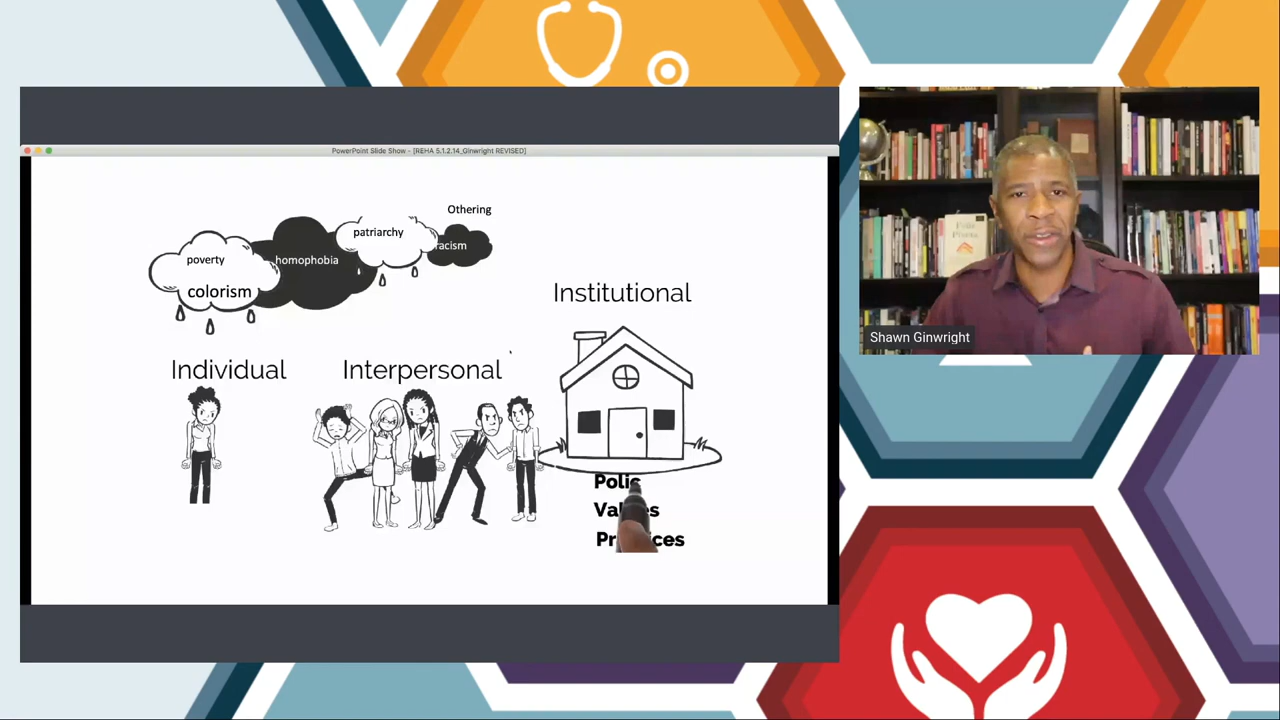 PowerPoint Slide Show - [REHA 5.1.2.14_Ginwright REVISED]
Othering
patriarchy
racism
poverty
homophobia
colorism
Institutional
Individual
Interpersonal
Shawn Ginwright